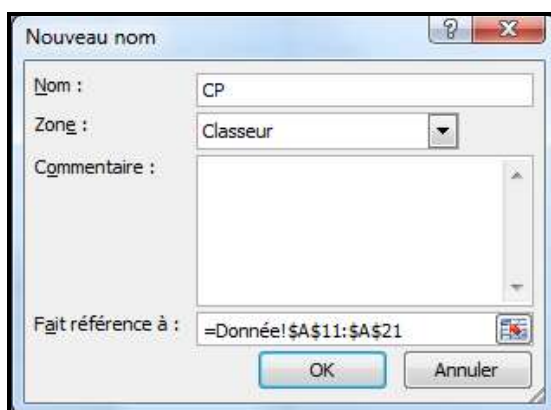 Nouveau nom
Nom : CP
Zone : Classeur
Commentaire :
Fait référence à : =Donnée!$A$11:$A$21
OK Annuler